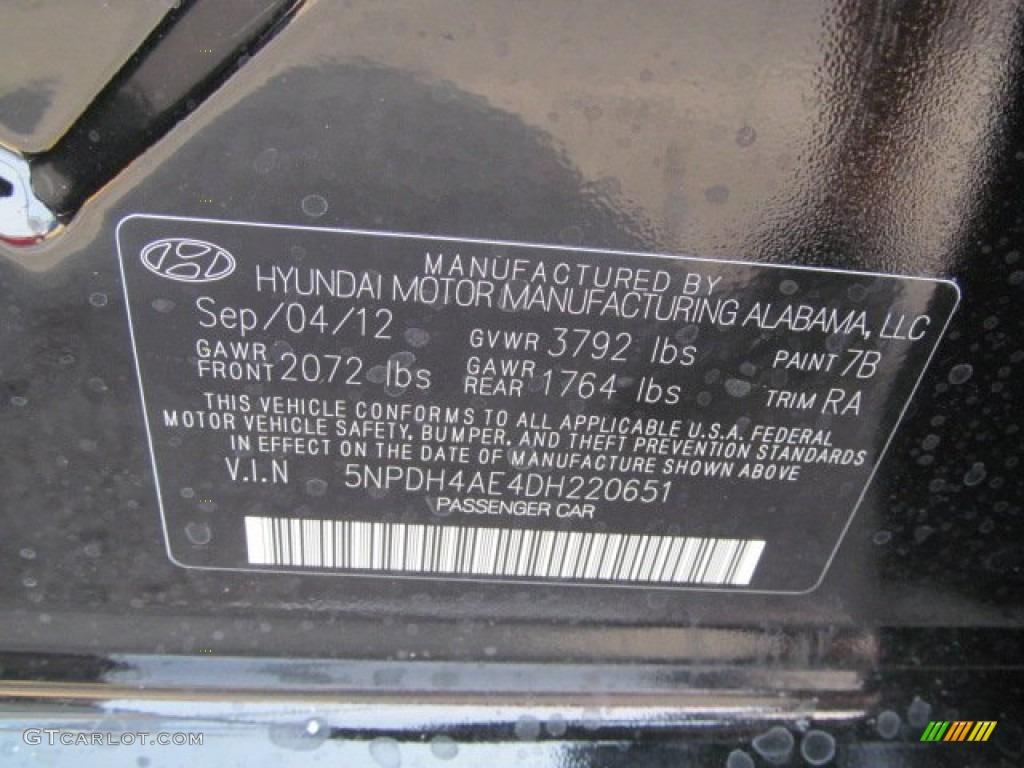 MANUFACTURED BY
HYUNDAI MOTOR MANUFACTURING ALABAMA, LLC
Sep/04/12 GVWR 3792 lbs PAINT 7B
GAWR FRONT 2072 lbs GAWR REAR 1764 lbs TRIM RA
THIS VEHICLE CONFORMS TO ALL APPLICABLE U.S.A. FEDERAL
MOTOR VEHICLE SAFETY, BUMPER, AND THEFT PREVENTION STANDARDS
IN EFFECT ON THE DATE OF MANUFACTURE SHOWN ABOVE
V.I.N 5NPDH4AE4DH220651
PASSENGER CAR
GTCARLOT.COM